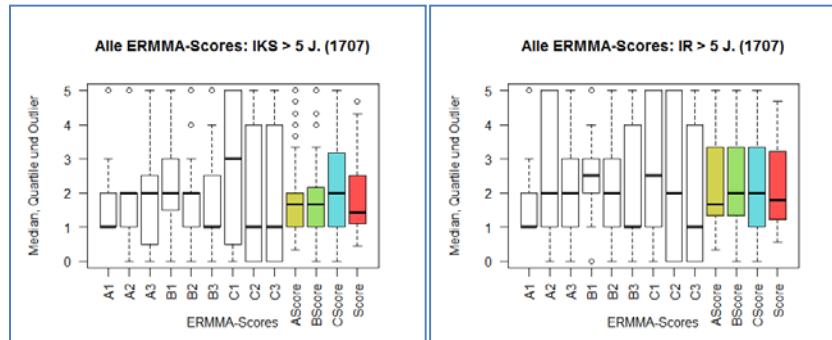 Alle ERMMA-Scores: IKS > 5 J. (1707)
Median, Quartile und Outlier
5
4
3
2
1
0
A1 A2 A3 B1 B2 B3 C1 C2 C3 AScore BScore CScore Score
ERMMA-Scores
Alle ERMMA-Scores: IR > 5 J. (1707)
Median, Quartile und Outlier
5
4
3
2
1
0
A1 A2 A3 B1 B2 B3 C1 C2 C3 AScore BScore CScore Score
ERMMA-Scores